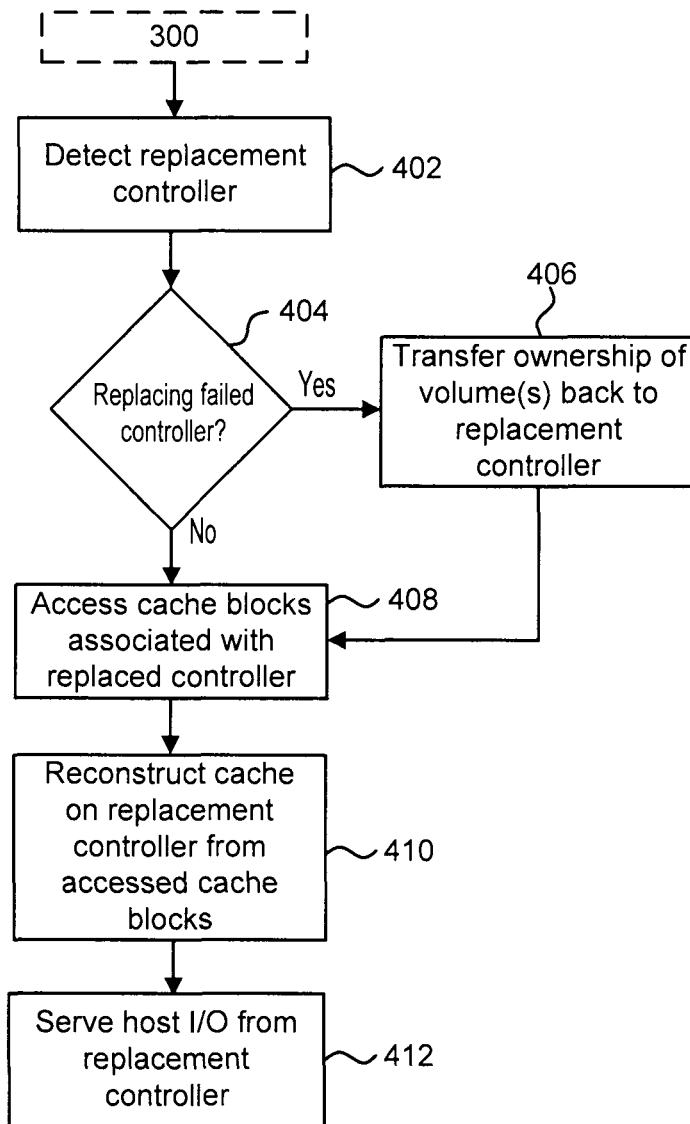 300
Detect replacement
controller
402
404
Replacing failed
controller?
Yes
406
Transfer ownership of
volume(s) back to
replacement
controller
No
Access cache blocks
associated with
replaced controller
408
Reconstruct cache
on replacement
controller from
accessed cache
blocks
410
Serve host I/O from
replacement
controller
412